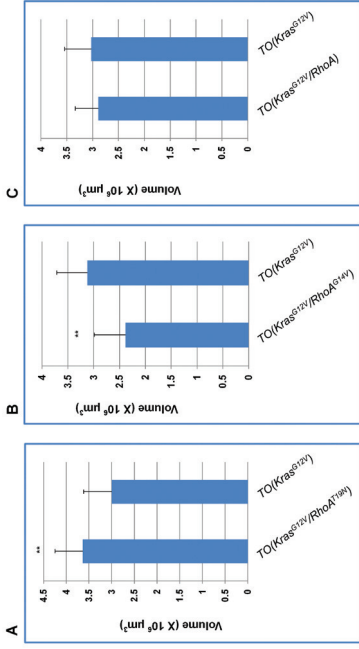 A
Volume (X 10⁶ µm³)
4.5
4
3.5
3
2.5
2
1.5
1
0.5
0
**
TO(Kras^G12V/RhoA^T19N)
TO(Kras^G12V)
B
Volume (X 10⁶ µm³)
4
3.5
3
2.5
2
1.5
1
0.5
0
**
TO(Kras^G12V/RhoA^G14V)
TO(Kras^G12V)
C
Volume (X 10⁶ µm³)
4
3.5
3
2.5
2
1.5
1
0.5
0
TO(Kras^G12V/RhoA)
TO(Kras^G12V)